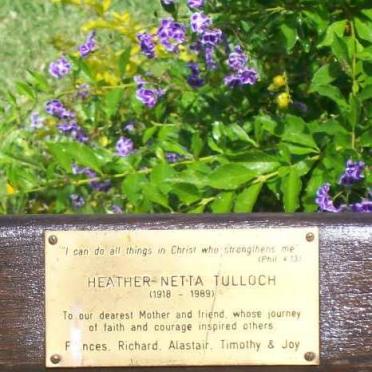 "I can do all things in Christ who strengthens me"
(Phil 4:13)
HEATHER NETTA TULLOCH
(1918 - 1989)
To our dearest Mother and friend, whose journey
of faith and courage inspired others.
Frances, Richard, Alastair, Timothy & Joy